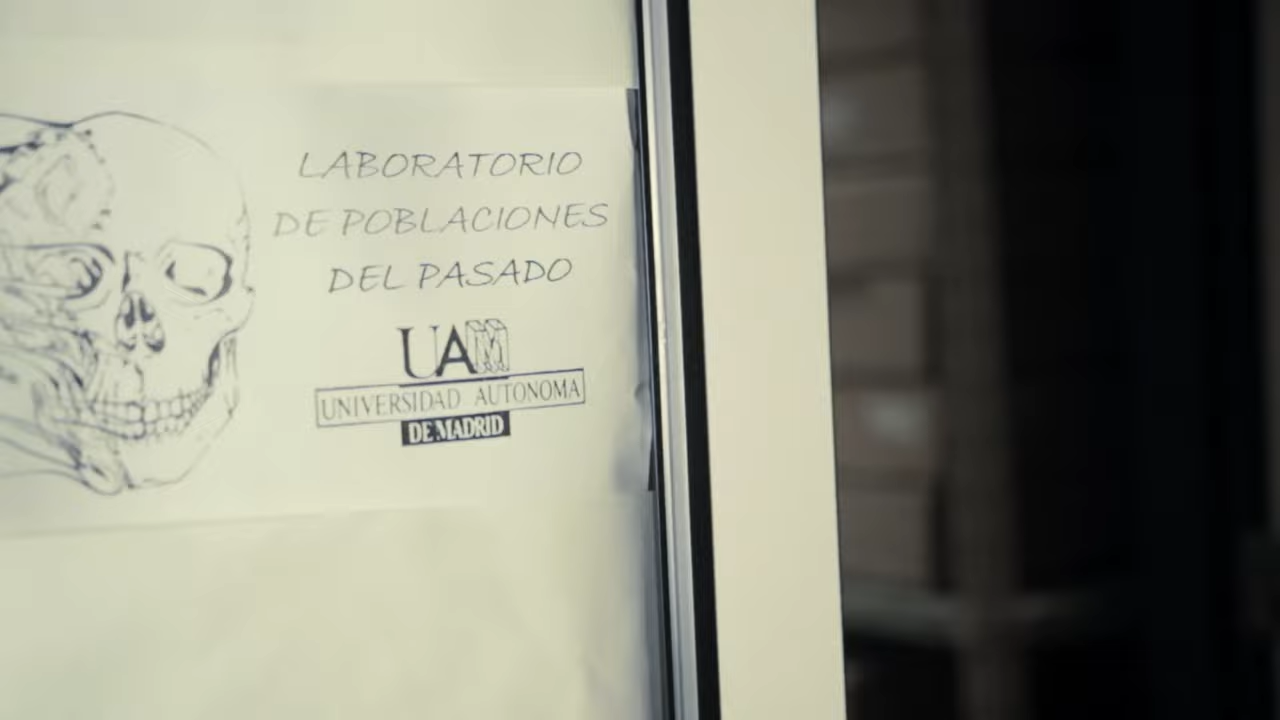 LABORATORIO
DE POBLACIONES
DEL PASADO
UAM
UNIVERSIDAD AUTONOMA
DE MADRID